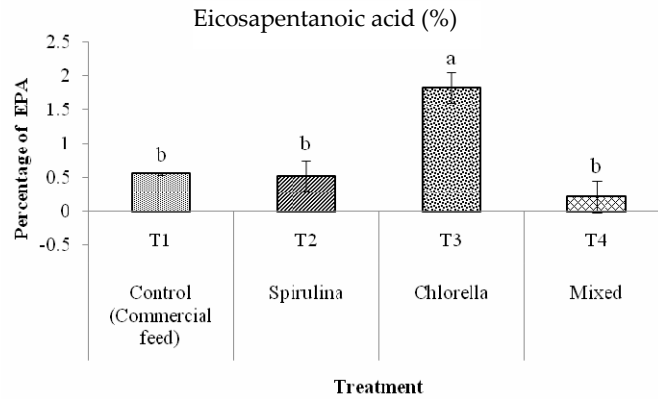 Eicosapentanoic acid (%)
Percentage of EPA
2.5
2
1.5
1
0.5
0
-0.5
b
b
a
b
T1
T2
T3
T4
Control
(Commercial
feed)
Spirulina
Chlorella
Mixed
Treatment